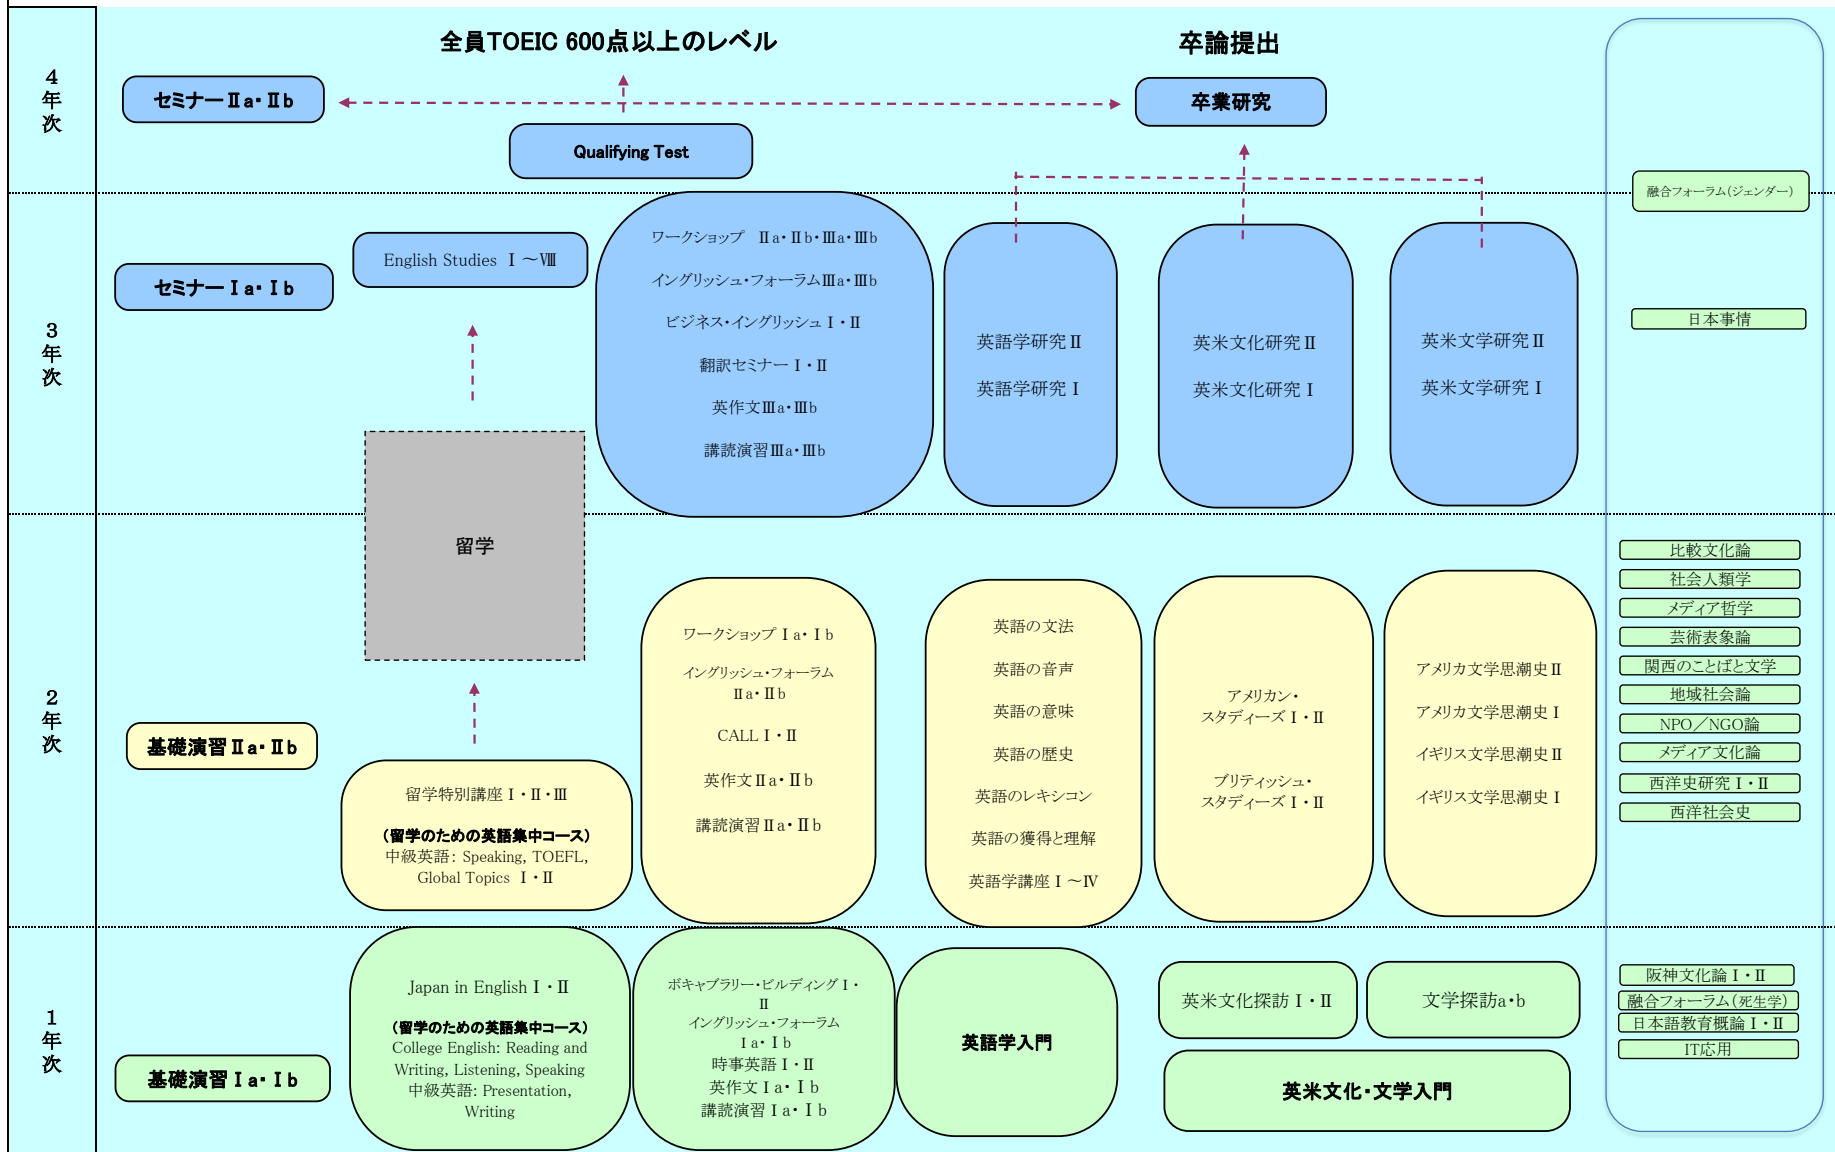 全員TOEIC 600点以上のレベル
卒論提出
4年次
セミナーⅡa・Ⅱb
卒業研究
Qualifying Test
融合フォーラム(ジェンダー)
3年次
セミナーⅠa・Ⅰb
English Studies Ⅰ～Ⅷ
ワークショップ Ⅱa・Ⅱb・Ⅲa・Ⅲb
イングリッシュ・フォーラムⅢa・Ⅲb
ビジネス・イングリッシュⅠ・Ⅱ
翻訳セミナーⅠ・Ⅱ
英作文Ⅲa・Ⅲb
講読演習Ⅲa・Ⅲb
英語学研究Ⅱ
英語学研究Ⅰ
英米文化研究Ⅱ
英米文化研究Ⅰ
英米文学研究Ⅱ
英米文学研究Ⅰ
日本事情
留学
2年次
基礎演習Ⅱa・Ⅱb
留学特別講座Ⅰ・Ⅱ・Ⅲ
(留学のための英語集中コース)
中級英語: Speaking, TOEFL,
Global Topics Ⅰ・Ⅱ
ワークショップⅠa・Ⅰb
イングリッシュ・フォーラム
Ⅱa・Ⅱb
CALLⅠ・Ⅱ
英作文Ⅱa・Ⅱb
講読演習Ⅱa・Ⅱb
英語の文法
英語の音声
英語の意味
英語の歴史
英語のレキシコン
英語の獲得と理解
英語学講座Ⅰ～Ⅳ
アメリカン・
スタディーズⅠ・Ⅱ
ブリティッシュ・
スタディーズⅠ・Ⅱ
アメリカ文学思潮史Ⅱ
アメリカ文学思潮史Ⅰ
イギリス文学思潮史Ⅱ
イギリス文学思潮史Ⅰ
比較文化論
社会人類学
メディア哲学
芸術表象論
関西のことばと文学
地域社会論
NPO／NGO論
メディア文化論
西洋史研究Ⅰ・Ⅱ
西洋社会史
1年次
基礎演習Ⅰa・Ⅰb
Japan in EnglishⅠ・Ⅱ
(留学のための英語集中コース)
College English: Reading and
Writing, Listening, Speaking
中級英語: Presentation,
Writing
ボキャブラリー・ビルディングⅠ・
Ⅱ
イングリッシュ・フォーラム
Ⅰa・Ⅰb
時事英語Ⅰ・Ⅱ
英作文Ⅰa・Ⅰb
講読演習Ⅰa・Ⅰb
英語学入門
英米文化探訪Ⅰ・Ⅱ
文学探訪a・b
英米文化・文学入門
阪神文化論Ⅰ・Ⅱ
融合フォーラム(死生学)
日本語教育概論Ⅰ・Ⅱ
IT応用